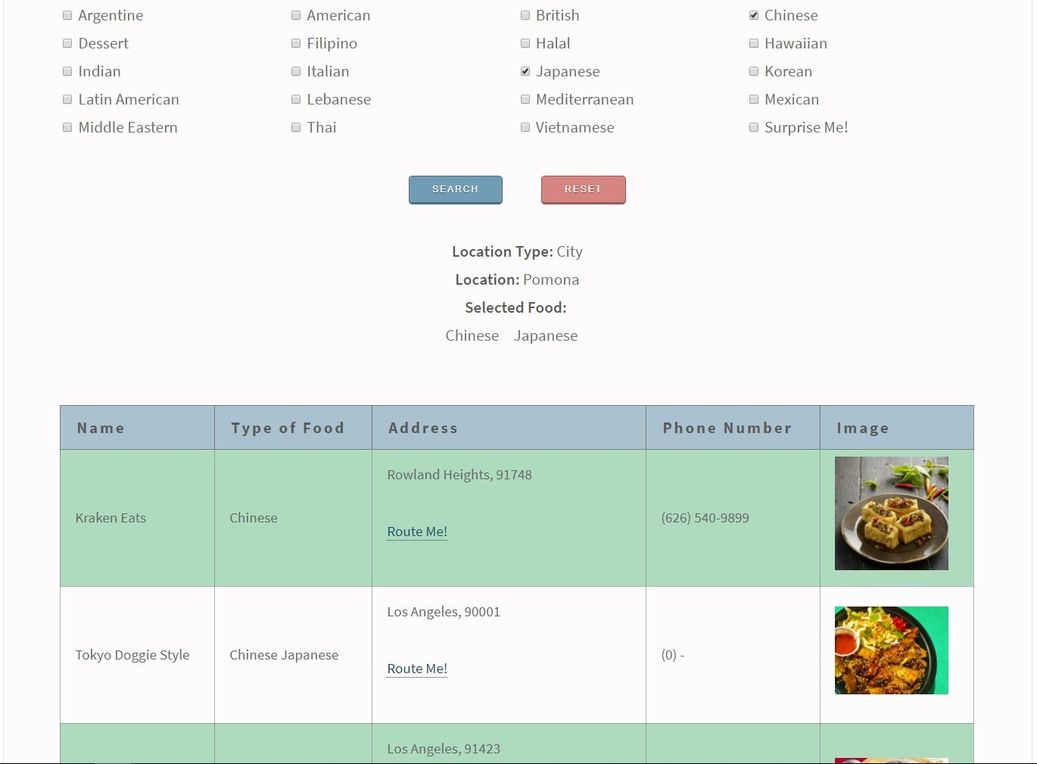 Argentine American British Chinese
Dessert Filipino Halal Hawaiian
Indian Italian Japanese Korean
Latin American Lebanese Mediterranean Mexican
Middle Eastern Thai Vietnamese Surprise Me!
SEARCH RESET
Location Type: City
Location: Pomona
Selected Food:
Chinese Japanese
Name Type of Food Address Phone Number Image
Rowland Heights, 91748
Kraken Eats Chinese (626) 540-9899
Route Me!
Los Angeles, 90001
Tokyo Doggie Style Chinese Japanese (0) -
Route Me!
Los Angeles, 91423